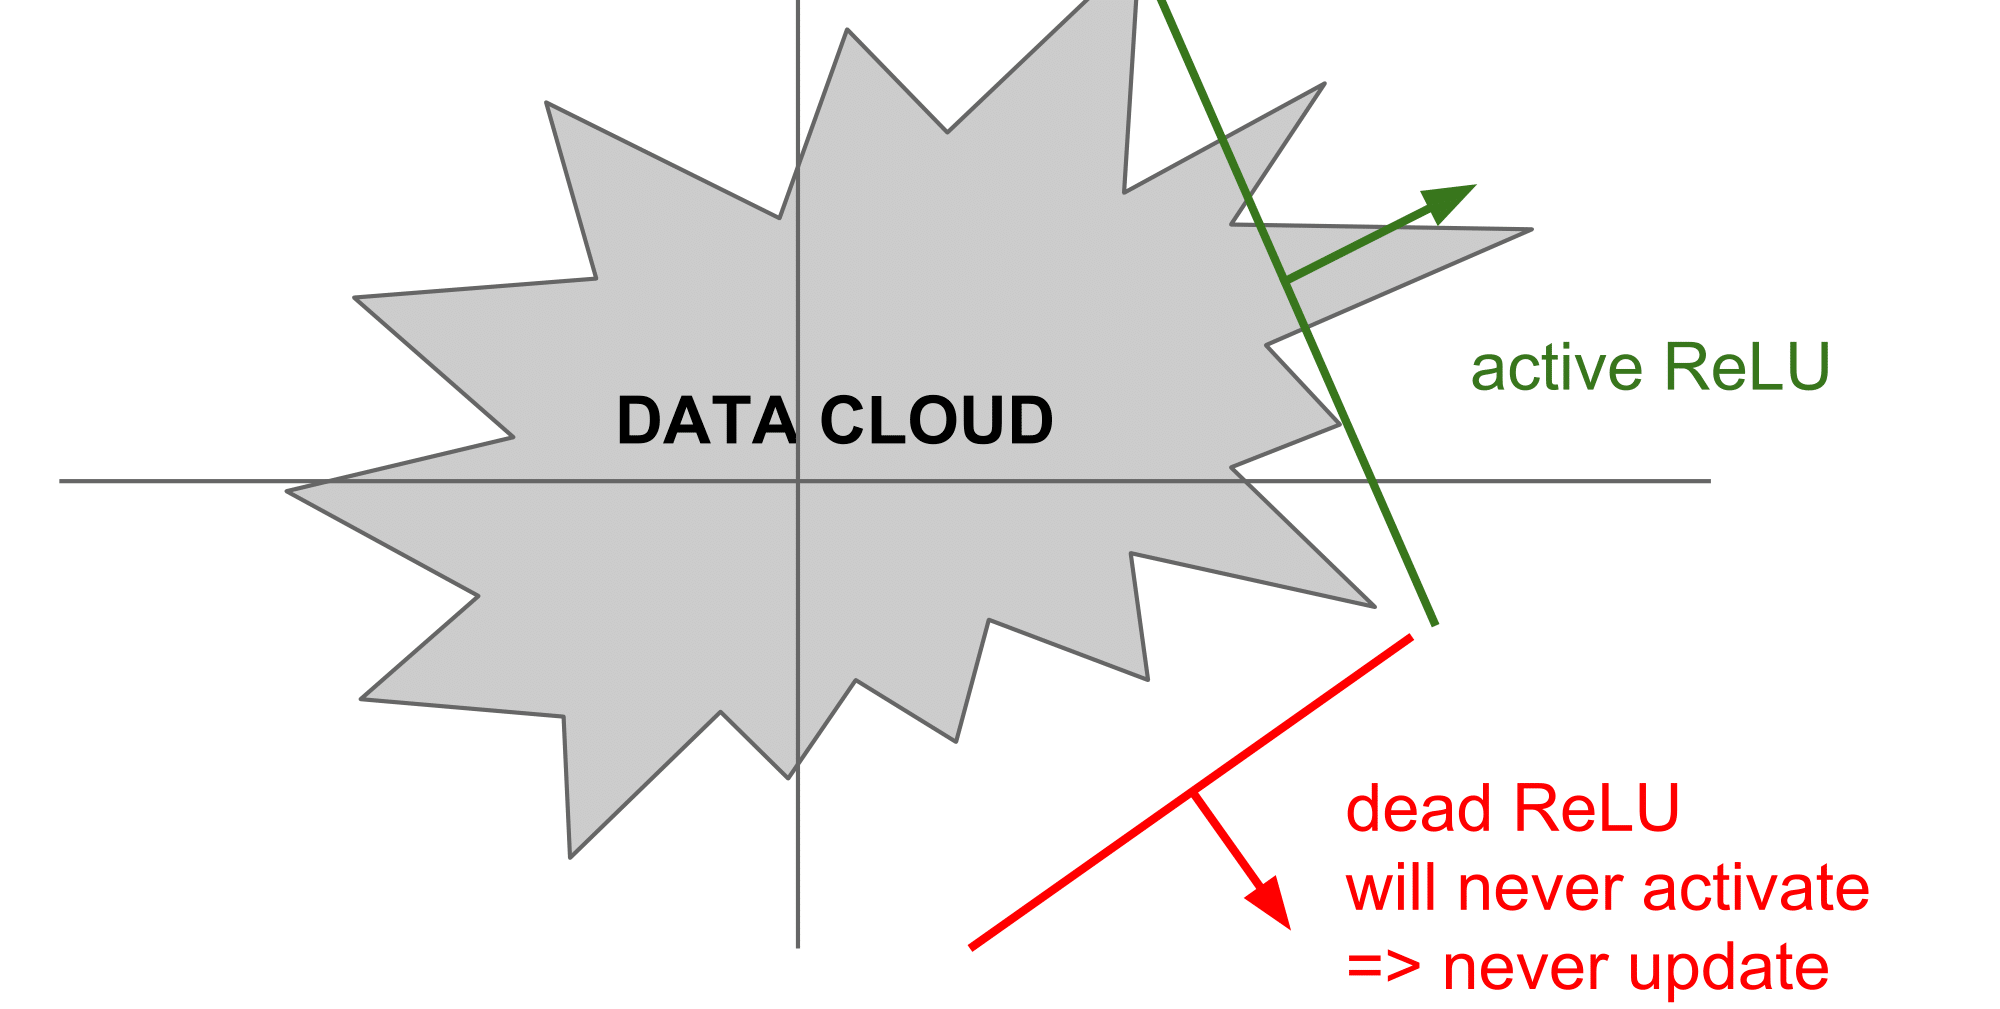 DATA CLOUD
active ReLU
dead ReLU
will never activate
=> never update